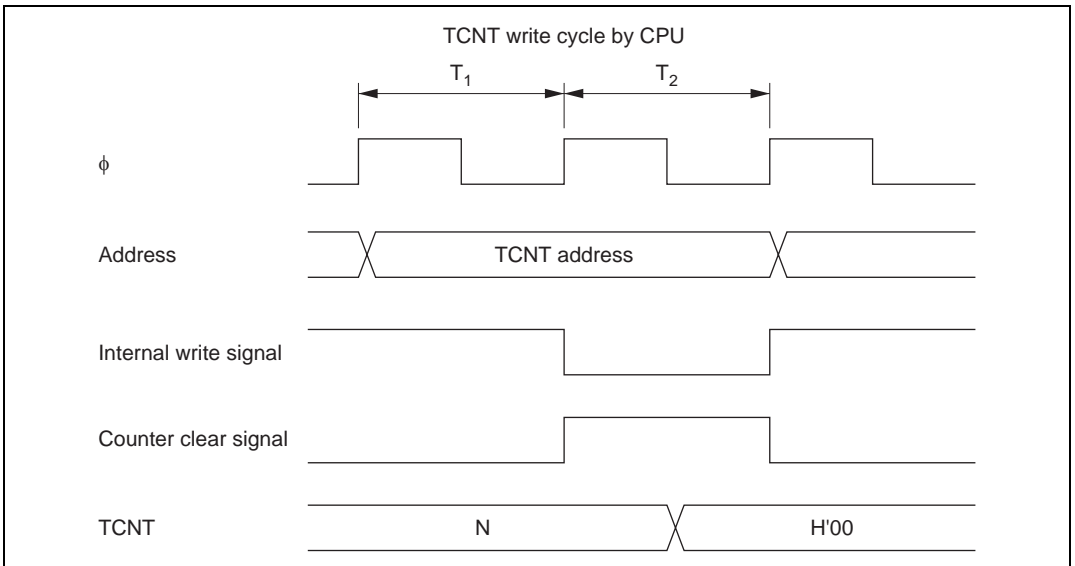 TCNT write cycle by CPU
T1 T2
ϕ
Address TCNT address
Internal write signal
Counter clear signal
TCNT N H'00